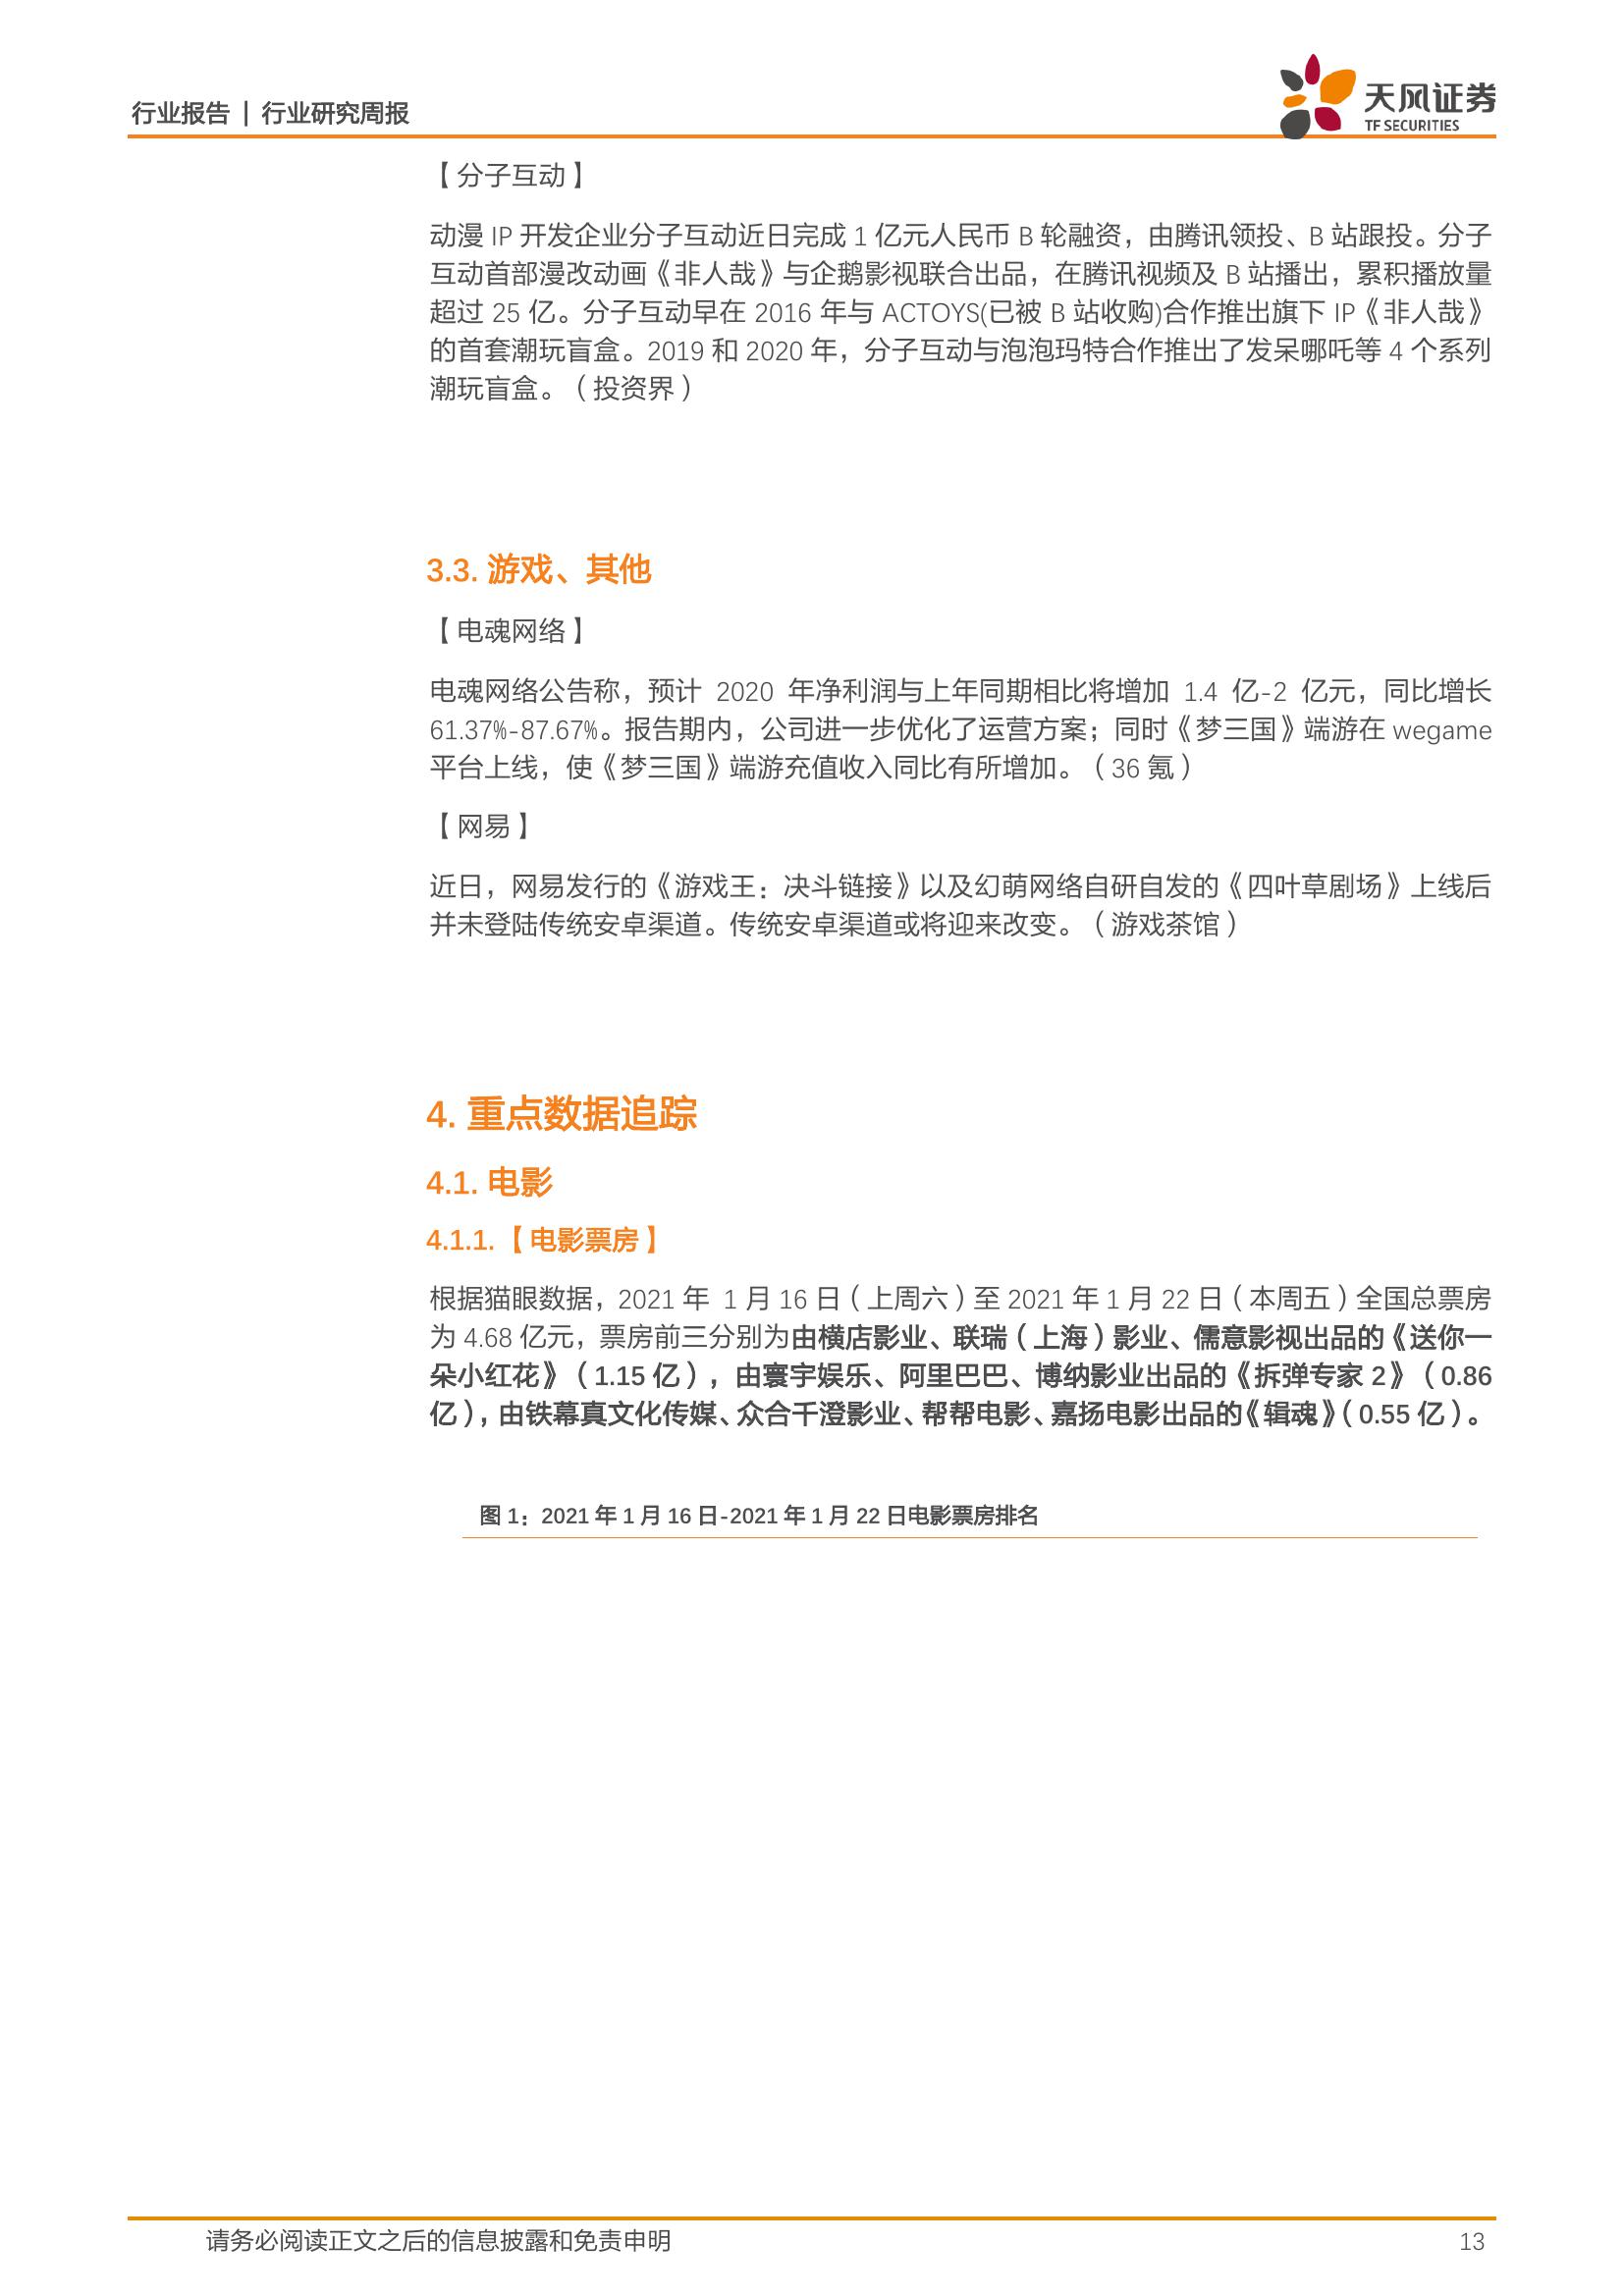 行业报告 | 行业研究周报
天风证券
TF SECURITIES
【分子互动】
动漫 IP 开发企业分子互动近日完成 1 亿元人民币 B 轮融资，由腾讯领投、B 站跟投。分子
互动首部漫改动画《非人哉》与企鹅影视联合出品，在腾讯视频及 B 站播出，累积播放量
超过 25 亿。分子互动早在 2016 年与 ACTOYS(已被 B 站收购)合作推出旗下 IP《非人哉》
的首套潮玩盲盒。2019 和 2020 年，分子互动与泡泡玛特合作推出了发呆哪吒等 4 个系列
潮玩盲盒。（投资界）
3.3. 游戏、其他
【电魂网络】
电魂网络公告称，预计 2020 年净利润与上年同期相比将增加 1.4 亿-2 亿元，同比增长
61.37%-87.67%。报告期内，公司进一步优化了运营方案；同时《梦三国》端游在 wegame
平台上线，使《梦三国》端游充值收入同比有所增加。（36 氪）
【网易】
近日，网易发行的《游戏王：决斗链接》以及幻萌网络自研自发的《四叶草剧场》上线后
并未登陆传统安卓渠道。传统安卓渠道或将迎来改变。（游戏茶馆）
4. 重点数据追踪
4.1. 电影
4.1.1.【电影票房】
根据猫眼数据，2021 年 1 月 16 日（上周六）至 2021 年 1 月 22 日（本周五）全国总票房
为 4.68 亿元，票房前三分别为由横店影业、联瑞（上海）影业、儒意影视出品的《送你一
朵小红花》（1.15 亿），由寰宇娱乐、阿里巴巴、博纳影业出品的《拆弹专家 2》（0.86
亿），由铁幕真文化传媒、众合千澄影业、帮帮电影、嘉扬电影出品的《缉魂》（0.55 亿）。
图 1：2021 年 1 月 16 日-2021 年 1 月 22 日电影票房排名
请务必阅读正文之后的信息披露和免责申明
13